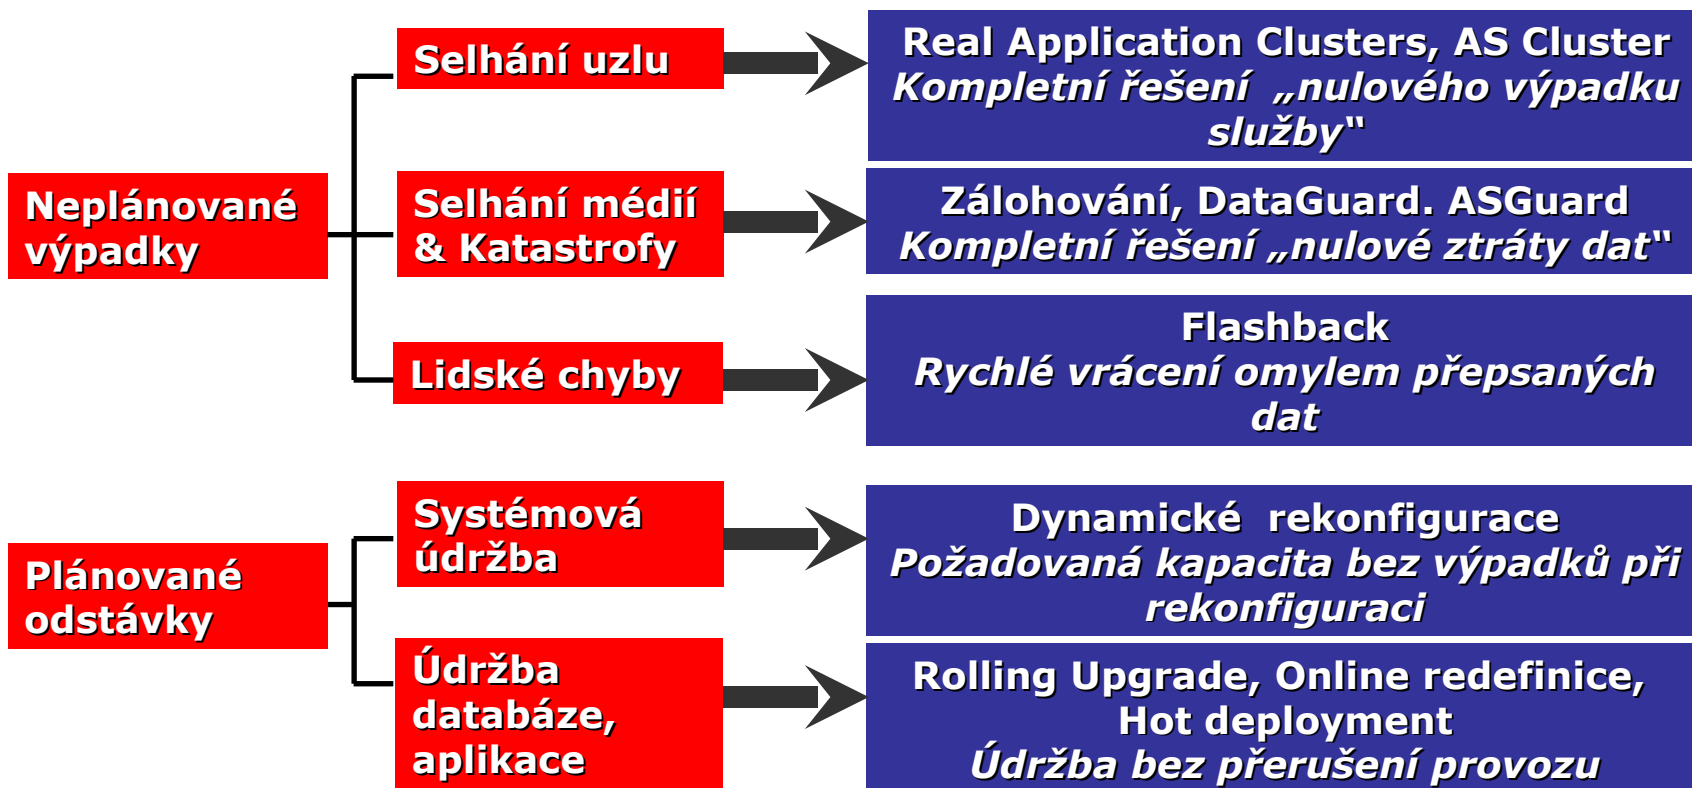 Neplánované
výpadky
Selhání uzlu
Real Application Clusters, AS Cluster
Kompletní řešení  „nulového výpadku
služby‟
Selhání médií
& Katastrofy
Zálohování, DataGuard. ASGuard
Kompletní řešení „nulové ztráty dat‟
Lidské chyby
Flashback
Rychlé vrácení omylem přepsaných
dat
Plánované
odstávky
Systémová
údržba
Dynamické  rekonfigurace
Požadovaná kapacita bez výpadků při
rekonfiguraci
Údržba
databáze,
aplikace
Rolling Upgrade, Online redefinice,
Hot deployment
Údržba bez přerušení provozu